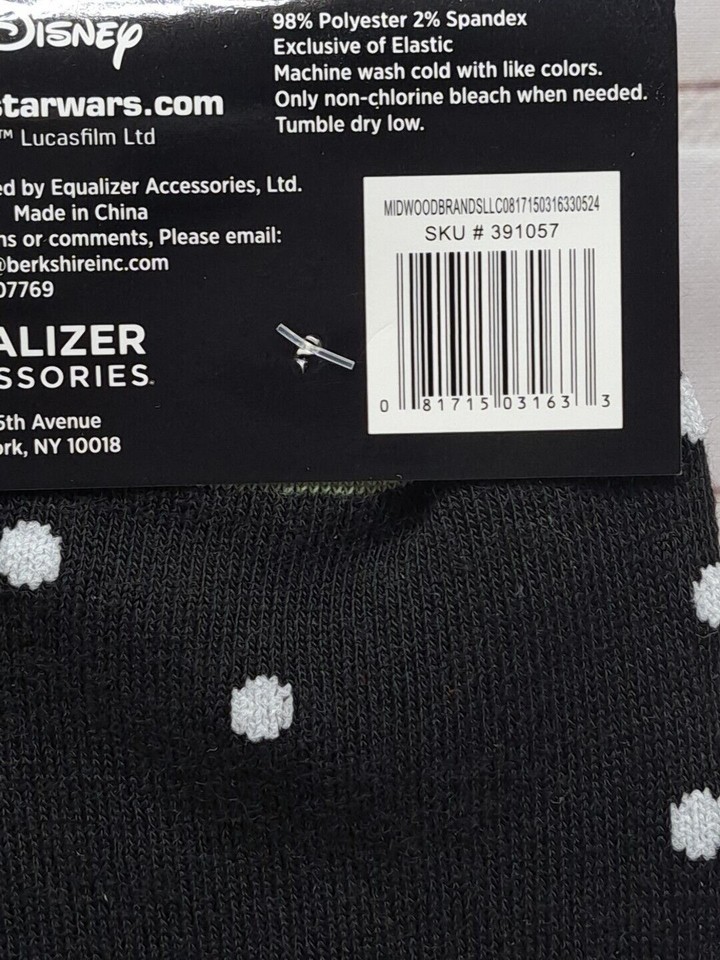 DISNEY
starwars.com
™ Lucasfilm Ltd
ed by Equalizer Accessories, Ltd.
Made in China
ns or comments, Please email:
@berkshireinc.com
07769
ALIZER
SSORIES.
5th Avenue
ork, NY 10018
98% Polyester 2% Spandex
Exclusive of Elastic
Machine wash cold with like colors.
Only non-chlorine bleach when needed.
Tumble dry low.
MIDWOODBRANDSLLC0817150316330524
SKU # 391057
0 81715 03163 3